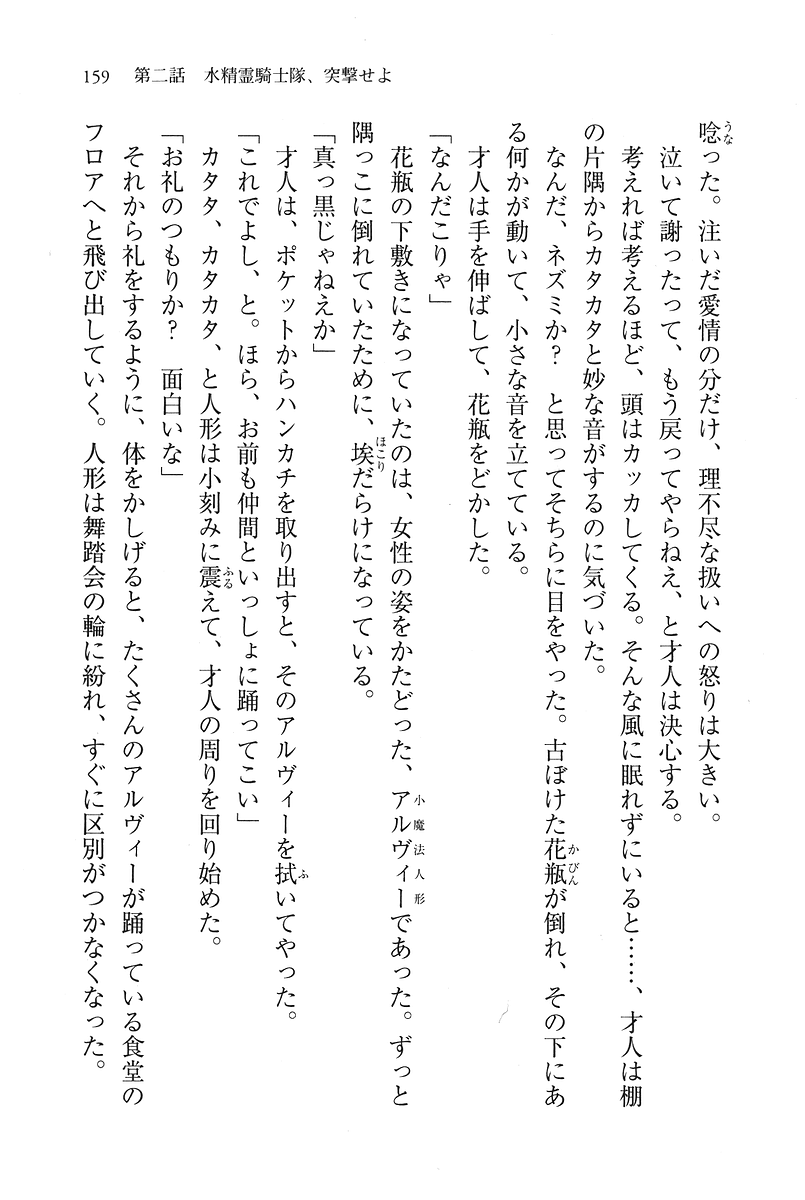 159　第二話　水精霊騎士隊、突撃せよ
唸った。注いだ愛情の分だけ、理不尽な扱いへの怒りは大きい。
　泣いて謝ったって、もう戻ってやらねえ、と才人は決心する。
　考えれば考えるほど、頭はカッカしてくる。そんな風に眠れずにいると……、才人は棚
の片隅からカタカタと妙な音がするのに気づいた。
　なんだ、ネズミか？　と思ってそちらに目をやった。古ぼけた花瓶が倒れ、その下にあ
る何かが動いて、小さな音を立てている。
　才人は手を伸ばして、花瓶をどかした。
「なんだこりゃ」
　花瓶の下敷きになっていたのは、女性の姿をかたどった、アルヴィーであった。ずっと
隅っこに倒れていたために、埃だらけになっている。
「真っ黒じゃねえか」
　才人は、ポケットからハンカチを取り出すと、そのアルヴィーを拭いてやった。
「これでよし、と。ほら、お前も仲間といっしょに踊ってこい」
　カタタ、カタカタ、と人形は小刻みに震えて、才人の周りを回り始めた。
「お礼のつもりか？　面白いな」
　それから礼をするように、体をかしげると、たくさんのアルヴィーが踊っている食堂の
フロアへと飛び出していく。人形は舞踏会の輪に紛れ、すぐに区別がつかなくなった。
うな
かびん
小魔法人形
ほこり
ふ
ふる